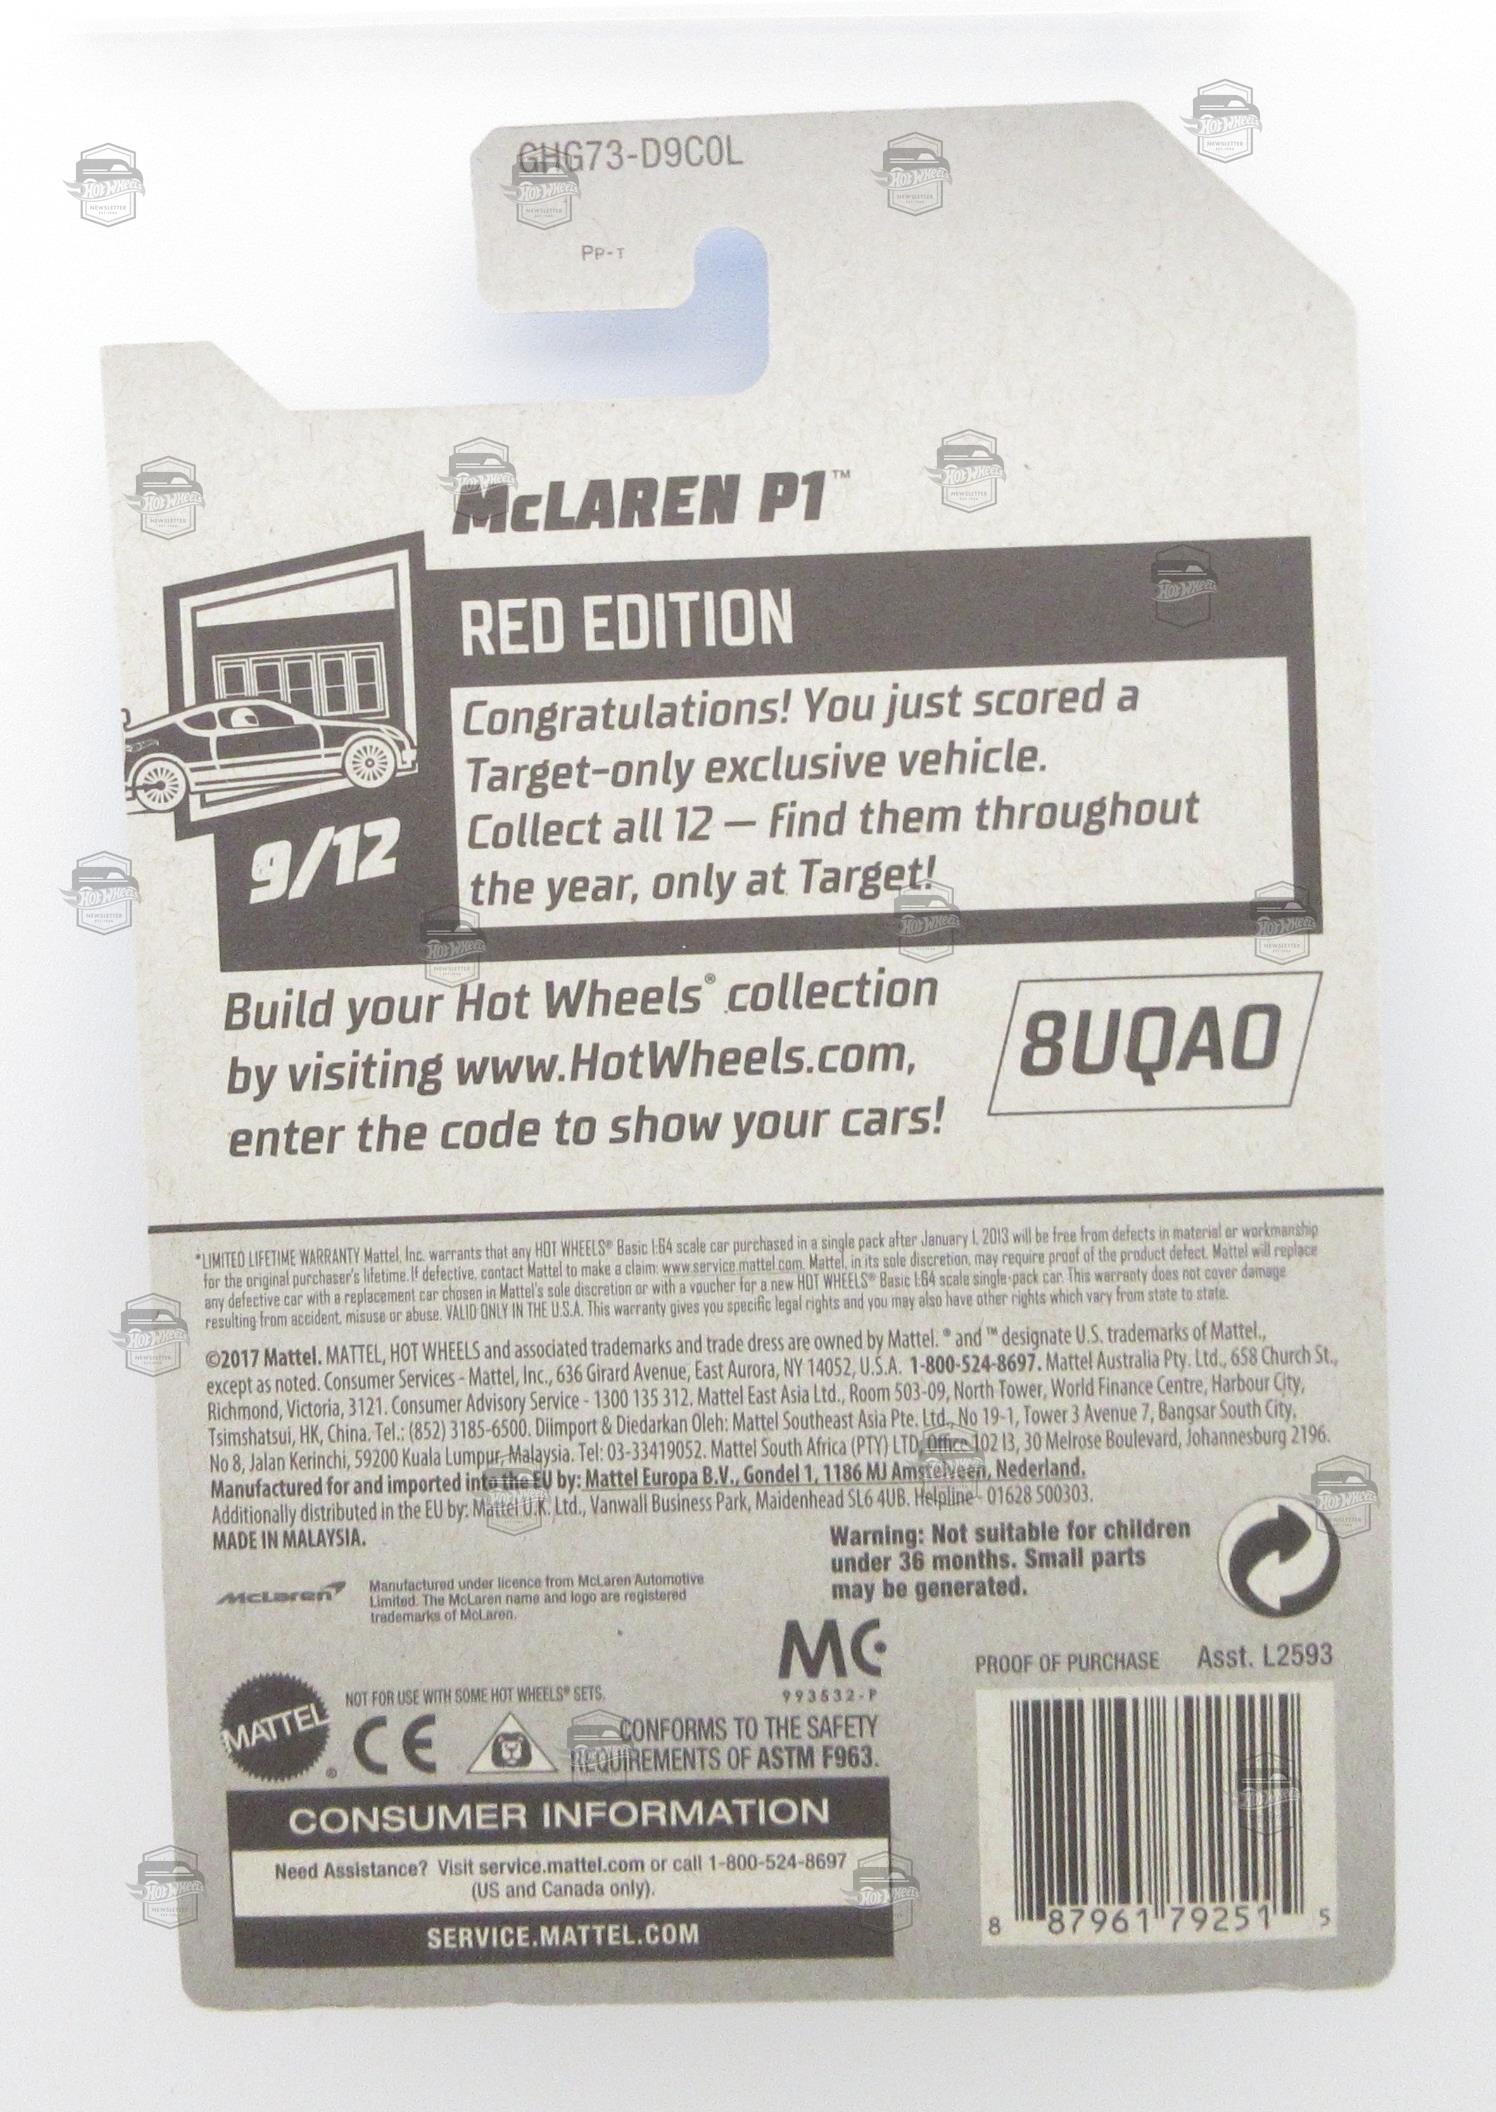 GHG73-D9C0L
PP-T
McLAREN P1™
RED EDITION
Congratulations! You just scored a
Target-only exclusive vehicle.
Collect all 12 – find them throughout
the year, only at Target!
9/12
Build your Hot Wheels® collection
by visiting www.HotWheels.com,
enter the code to show your cars!
8UQA0
*LIMITED LIFETIME WARRANTY Mattel, Inc. warrants that any HOT WHEELS® Basic 1:64 scale car purchased in a single pack after January 1, 2013 will be free from defects in material or workmanship
for the original purchaser's lifetime. If defective, contact Mattel to make a claim: www.service.mattel.com. Mattel, in its sole discretion, may require proof of the product defect. Mattel will replace
any defective car with a replacement car chosen in Mattel's sole discretion or with a voucher for a new HOT WHEELS® Basic 1:64 scale single-pack car. This warranty does not cover damage
resulting from accident, misuse or abuse. VALID ONLY IN THE U.S.A. This warranty gives you specific legal rights and you may also have other rights which vary from state to state.
©2017 Mattel. MATTEL, HOT WHEELS and associated trademarks and trade dress are owned by Mattel. ® and ™ designate U.S. trademarks of Mattel.,
except as noted. Consumer Services - Mattel, Inc., 636 Girard Avenue, East Aurora, NY 14052, U.S.A. 1-800-524-8697. Mattel Australia Pty. Ltd., 658 Church St.,
Richmond, Victoria, 3121. Consumer Advisory Service - 1300 135 312. Mattel East Asia Ltd., Room 503-09, North Tower, World Finance Centre, Harbour City,
Tsimshatsui, HK, China. Tel.: (852) 3185-6500. Diimport & Diedarkan Oleh: Mattel Southeast Asia Pte. Ltd., No 19-1, Tower 3 Avenue 7, Bangsar South City,
No 8, Jalan Kerinchi, 59200 Kuala Lumpur, Malaysia. Tel: 03-33419052. Mattel South Africa (PTY) LTD, Office 102 I3, 30 Melrose Boulevard, Johannesburg 2196.
Manufactured for and imported into the EU by: Mattel Europa B.V., Gondel 1, 1186 MJ Amstelveen, Nederland.
Additionally distributed in the EU by: Mattel U.K. Ltd., Vanwall Business Park, Maidenhead SL6 4UB. Helpline - 01628 500303.
MADE IN MALAYSIA.
Warning: Not suitable for children
under 36 months. Small parts
may be generated.
McLaren
Manufactured under licence from McLaren Automotive
Limited. The McLaren name and logo are registered
trademarks of McLaren.
MC
993532-P
PROOF OF PURCHASE Asst. L2593
MATTEL®
NOT FOR USE WITH SOME HOT WHEELS® SETS.
CE
CONFORMS TO THE SAFETY
REQUIREMENTS OF ASTM F963.
CONSUMER INFORMATION
Need Assistance? Visit service.mattel.com or call 1-800-524-8697
(US and Canada only).
SERVICE.MATTEL.COM
8 87961 79251 5
Hot Wheels
NEWSLETTER